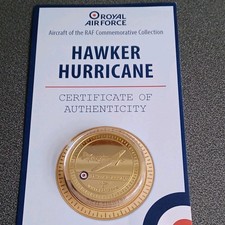 ROYAL
AIR FORCE
Aircraft of the RAF Commemorative Collection
HAWKER
HURRICANE
CERTIFICATE OF
AUTHENTICITY